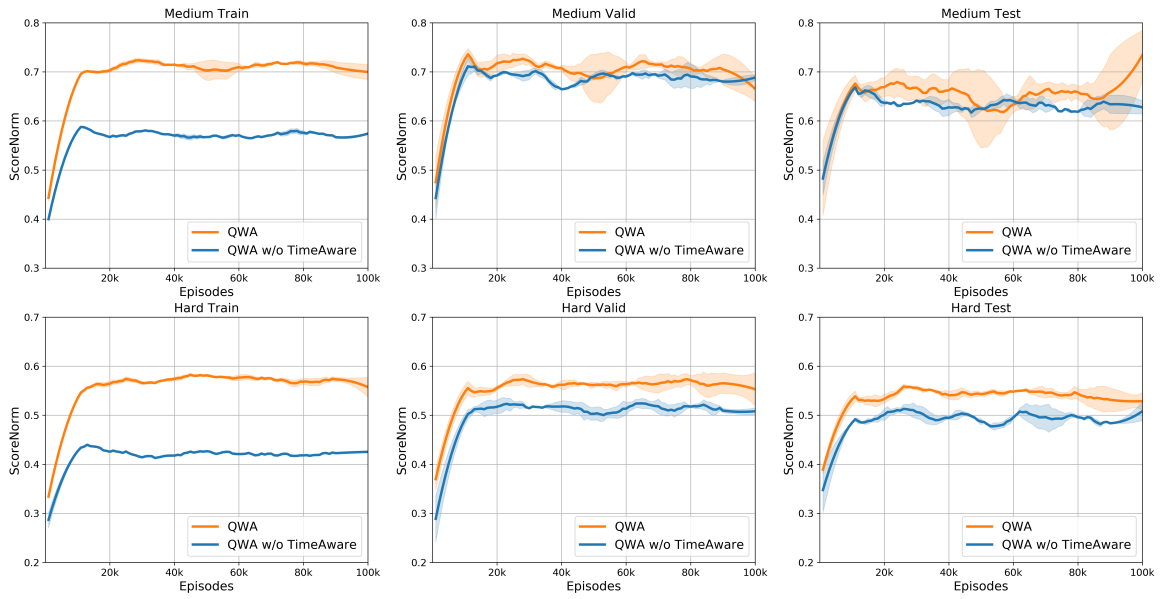 Medium Train
0.8
0.7
0.6
0.5
0.4
0.3
ScoreNorm
20k 40k 60k 80k 100k
Episodes
QWA
QWA w/o TimeAware
Medium Valid
0.8
0.7
0.6
0.5
0.4
0.3
ScoreNorm
20k 40k 60k 80k 100k
Episodes
QWA
QWA w/o TimeAware
Medium Test
0.8
0.7
0.6
0.5
0.4
0.3
ScoreNorm
20k 40k 60k 80k 100k
Episodes
QWA
QWA w/o TimeAware
Hard Train
0.7
0.6
0.5
0.4
0.3
0.2
ScoreNorm
20k 40k 60k 80k 100k
Episodes
QWA
QWA w/o TimeAware
Hard Valid
0.7
0.6
0.5
0.4
0.3
0.2
ScoreNorm
20k 40k 60k 80k 100k
Episodes
QWA
QWA w/o TimeAware
Hard Test
0.7
0.6
0.5
0.4
0.3
0.2
ScoreNorm
20k 40k 60k 80k 100k
Episodes
QWA
QWA w/o TimeAware